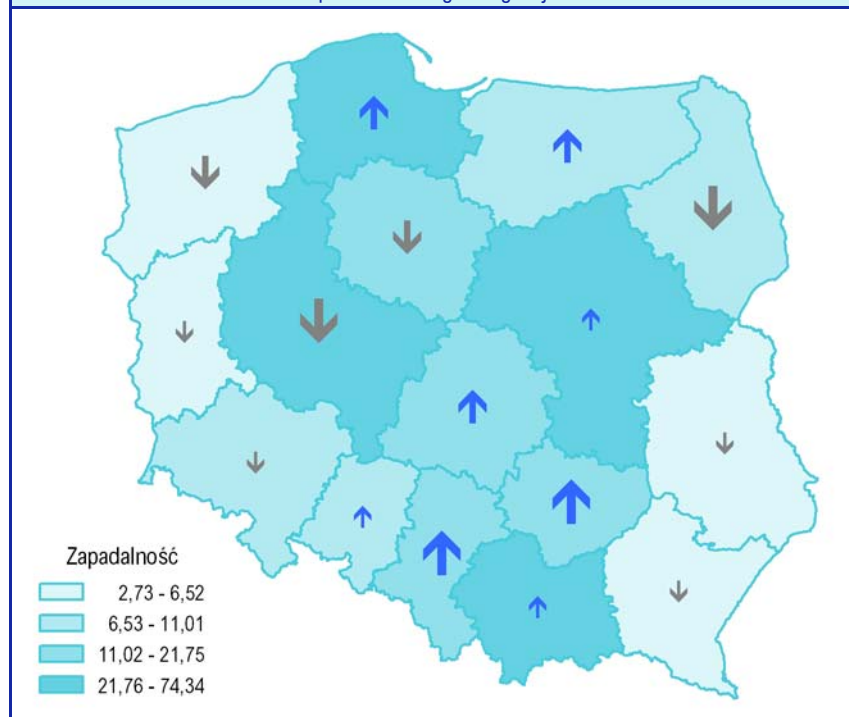 Zapadalność
2,73 - 6,52
6,53 - 11,01
11,02 - 21,75
21,76 - 74,34